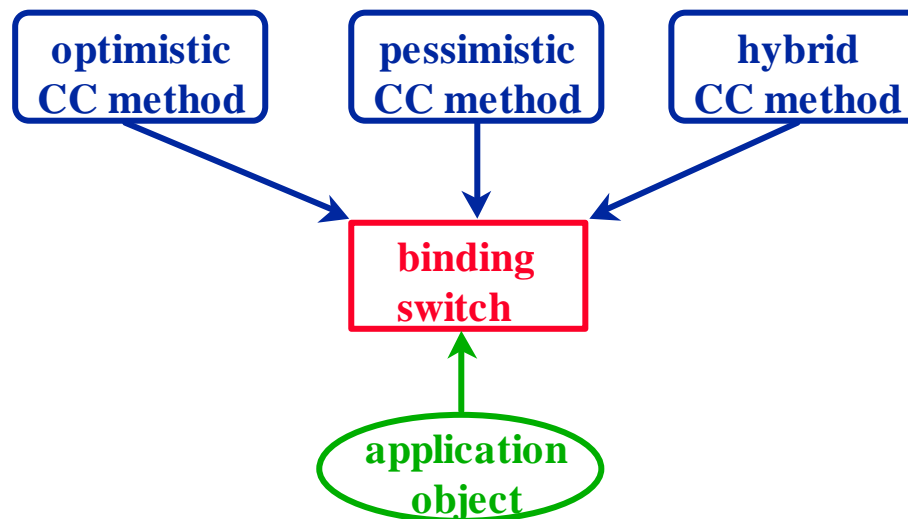 optimistic
CC method
pessimistic
CC method
hybrid
CC method
binding
switch
application
object